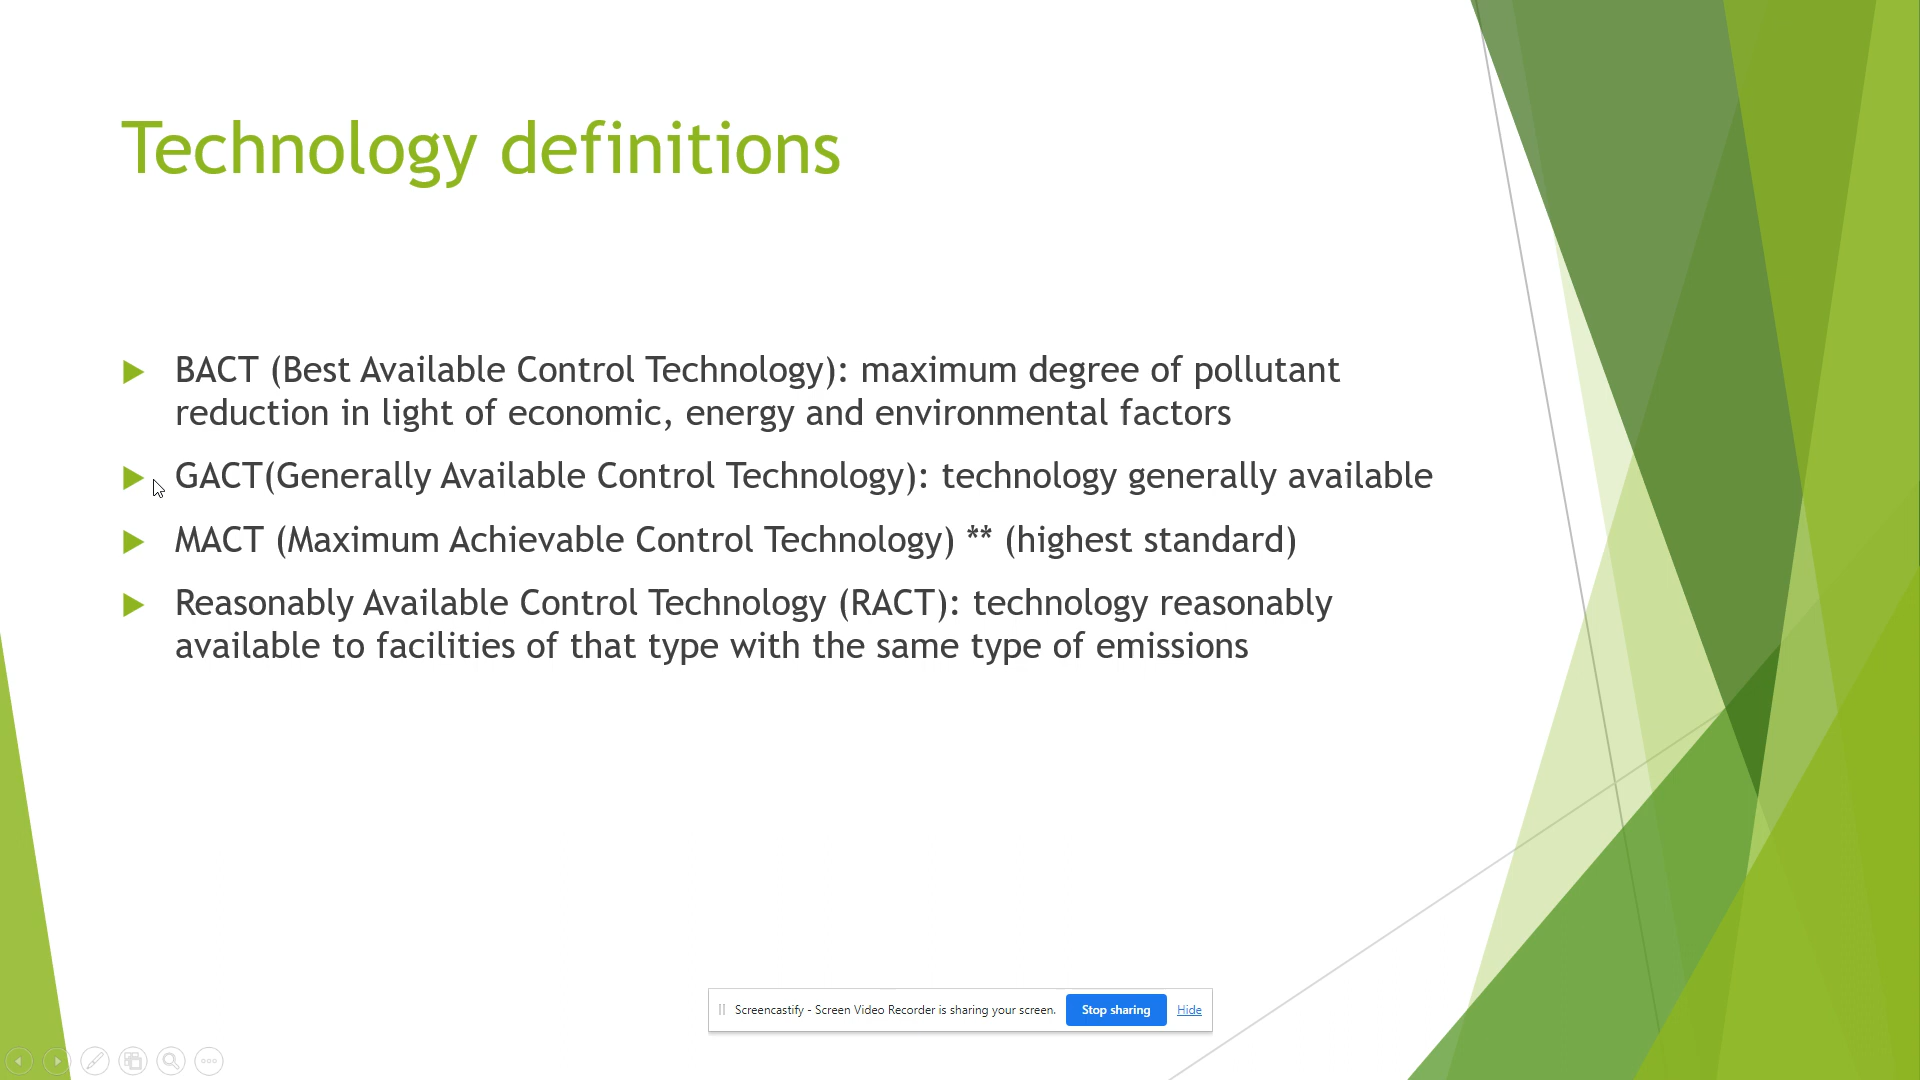 Technology definitions
BACT (Best Available Control Technology): maximum degree of pollutant
reduction in light of economic, energy and environmental factors
GACT(Generally Available Control Technology): technology generally available
MACT (Maximum Achievable Control Technology) ** (highest standard)
Reasonably Available Control Technology (RACT): technology reasonably
available to facilities of that type with the same type of emissions
Screencastify - Screen Video Recorder is sharing your screen. Stop sharing Hide